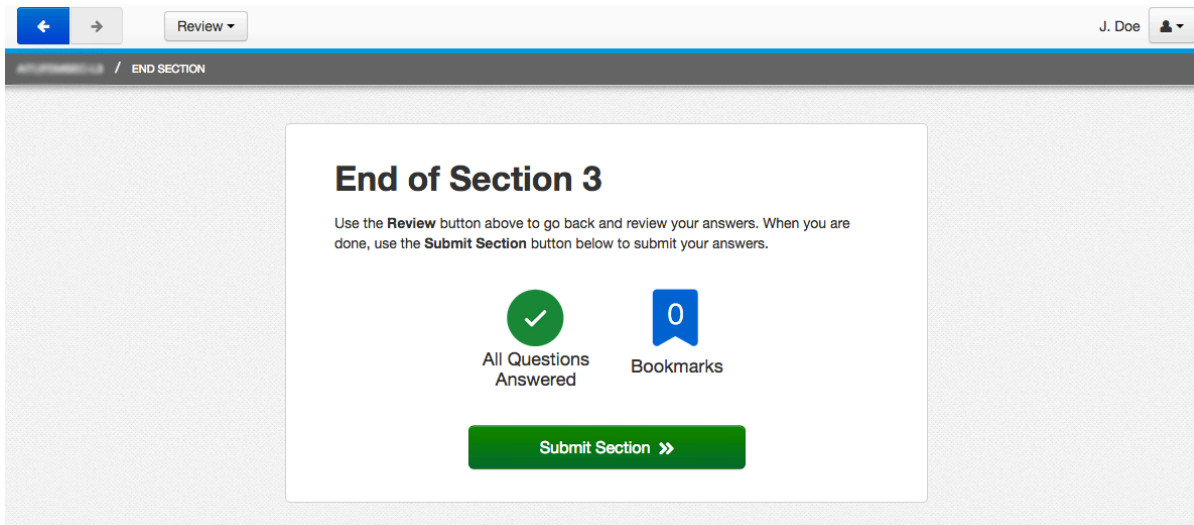 Review
J. Doe
/ END SECTION
End of Section 3
Use the Review button above to go back and review your answers. When you are
done, use the Submit Section button below to submit your answers.
0
All Questions
Answered
Bookmarks
Submit Section